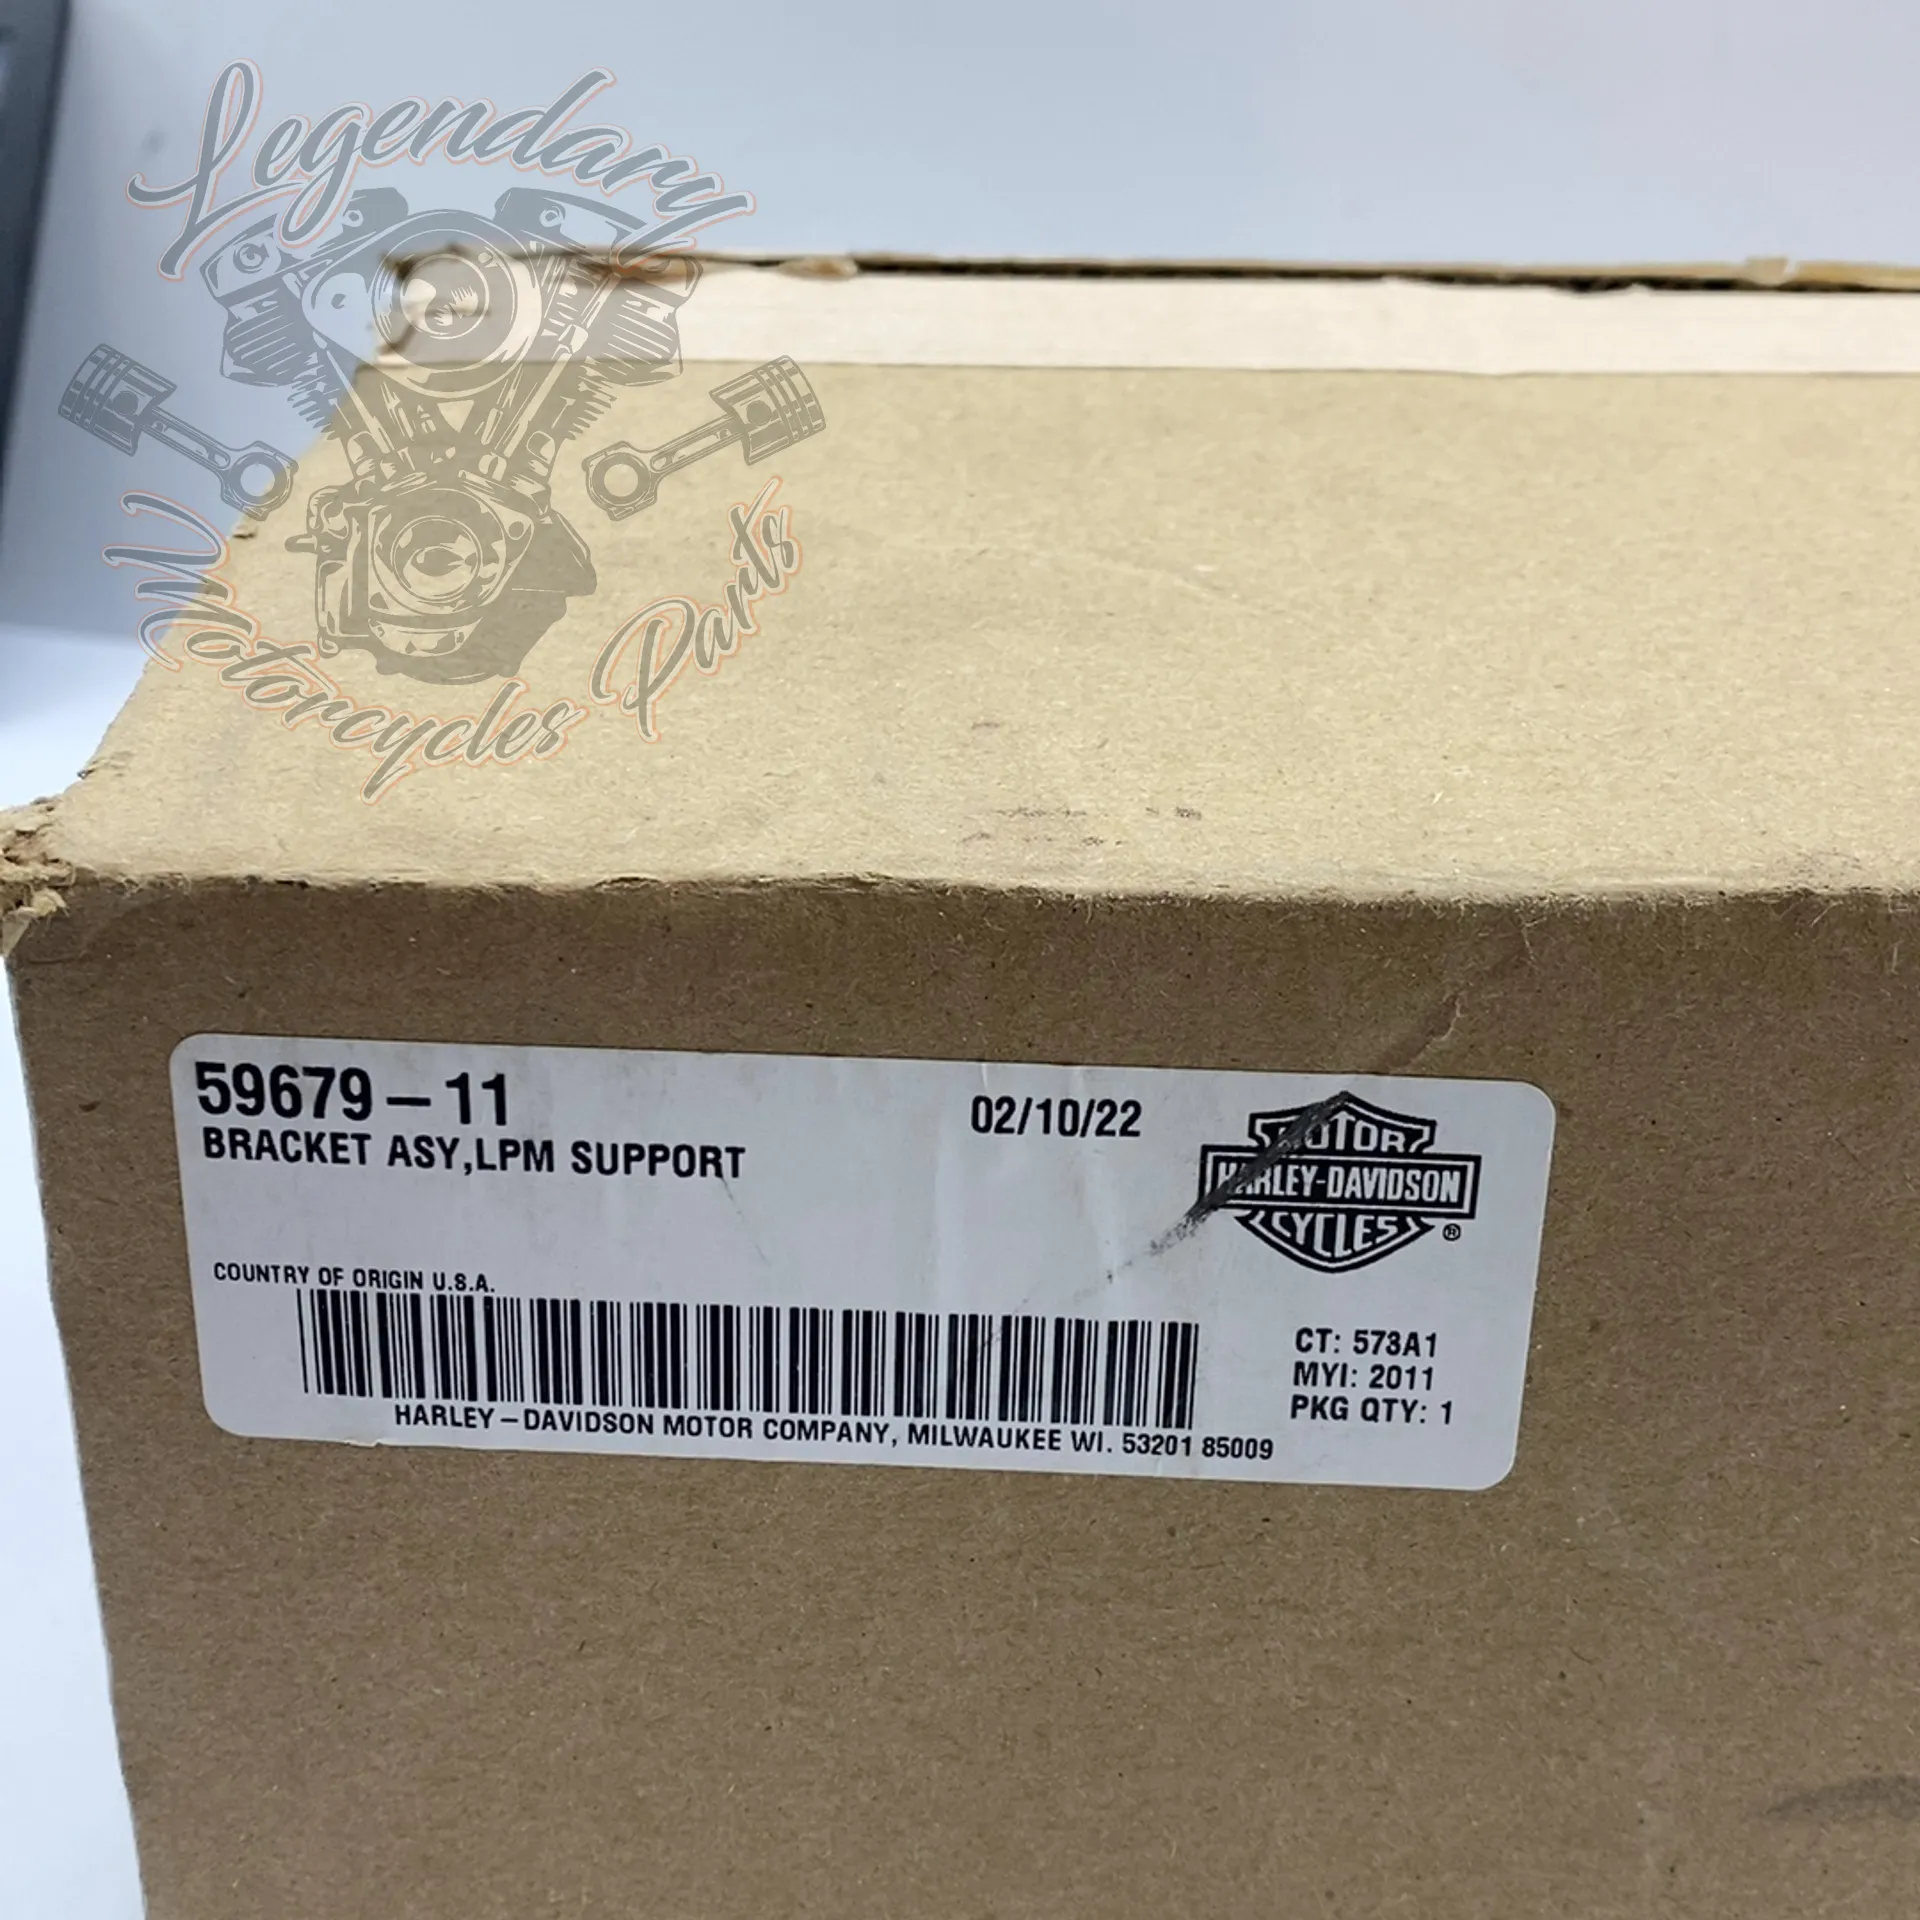 Legendary
Motorcycles Parts
59679-11
BRACKET ASY,LPM SUPPORT
02/10/22
MOTOR
HARLEY-DAVIDSON
CYCLES
®
COUNTRY OF ORIGIN U.S.A.
CT: 573A1
MYI: 2011
PKG QTY: 1
HARLEY-DAVIDSON MOTOR COMPANY, MILWAUKEE WI. 53201 85009